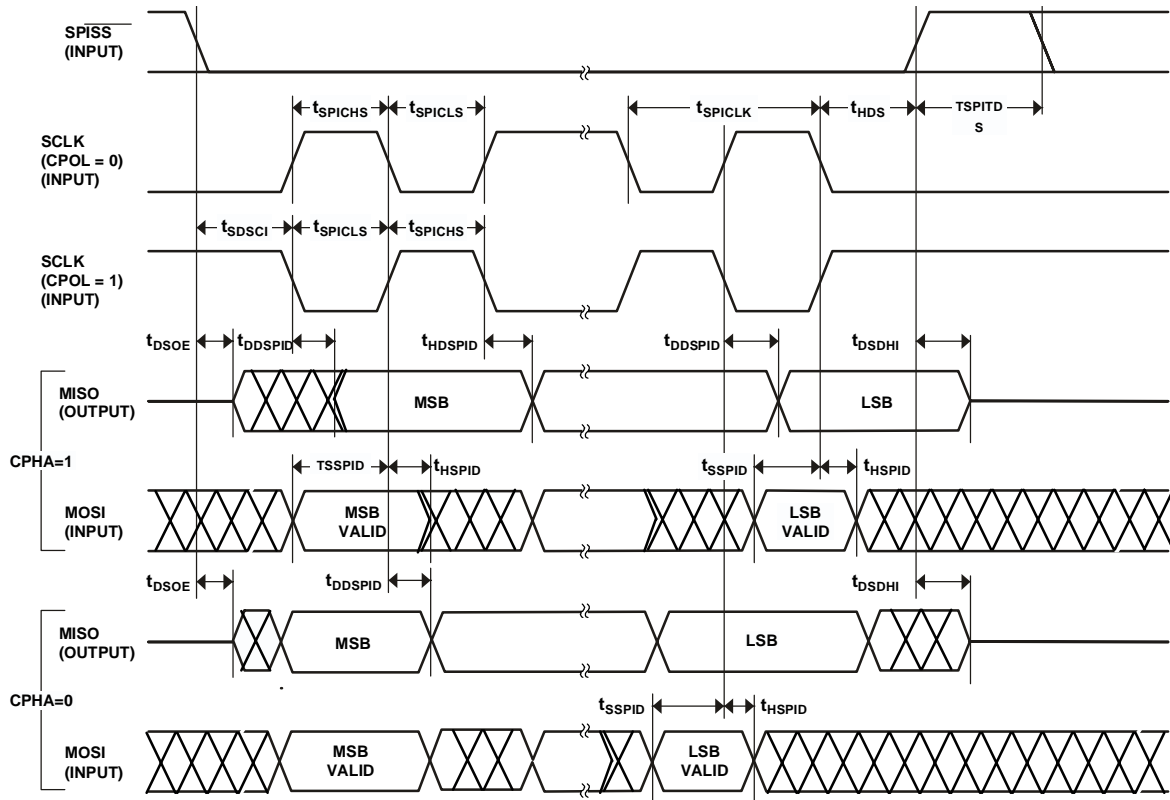 SPISS
(INPUT)
tSPICHS tSPICLS tSPICLK tHDS TSPITD
S
SCLK
(CPOL = 0)
(INPUT)
tSDSCI tSPICLS tSPICHS
SCLK
(CPOL = 1)
(INPUT)
tDSOE tDDSPID tHDSPID tDDSPID tDSDHI
MISO
(OUTPUT)
MSB LSB
CPHA=1
TSSPID tHSPID tSSPID tHSPID
MOSI
(INPUT)
MSB
VALID
LSB
VALID
tDSOE tDDSPID tDSDHI
MISO
(OUTPUT)
MSB LSB
CPHA=0
tSSPID tHSPID
MOSI
(INPUT)
MSB
VALID
LSB
VALID